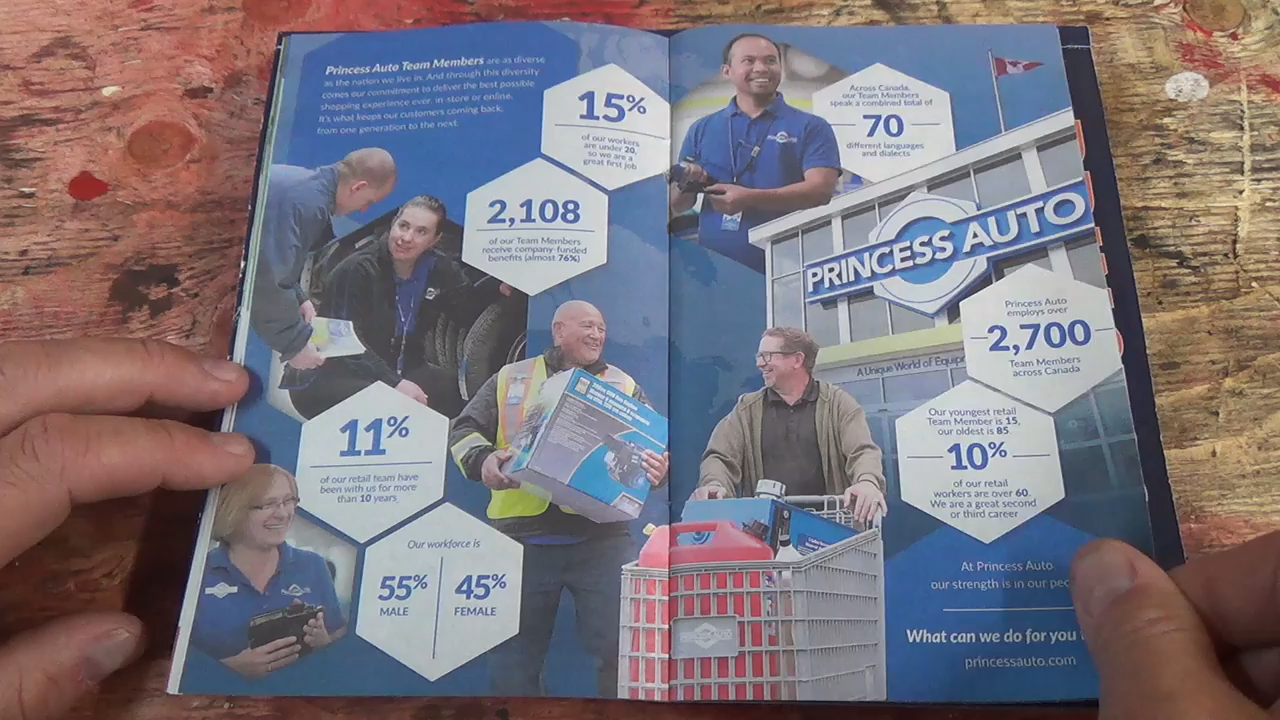 Princess Auto Team Members are as diverse
as the nation we live in. And through this diversity
comes our commitment to deliver the best possible
shopping experience ever, in store or online.
It's what keeps our customers coming back,
from one generation to the next.
15%
of our workers
are under 20,
so we are a
great first job
2,108
of our Team Members
receive company-funded
benefits (almost 76%)
11%
of our retail team have
been with us for more
than 10 years
Our workforce is
55%
MALE
45%
FEMALE
Across Canada,
our Team Members
speak a combined total of
70
different languages
and dialects
PRINCESS AUTO
A Unique World of Equip
Princess Auto
employs over
2,700
Team Members
across Canada
Our youngest retail
Team Member is 15,
our oldest is 85.
10%
of our retail
workers are over 60.
We are a great second
or third career
PRINCESS AUTO
At Princess Auto
our strength is in our peo
What can we do for you
princessauto.com